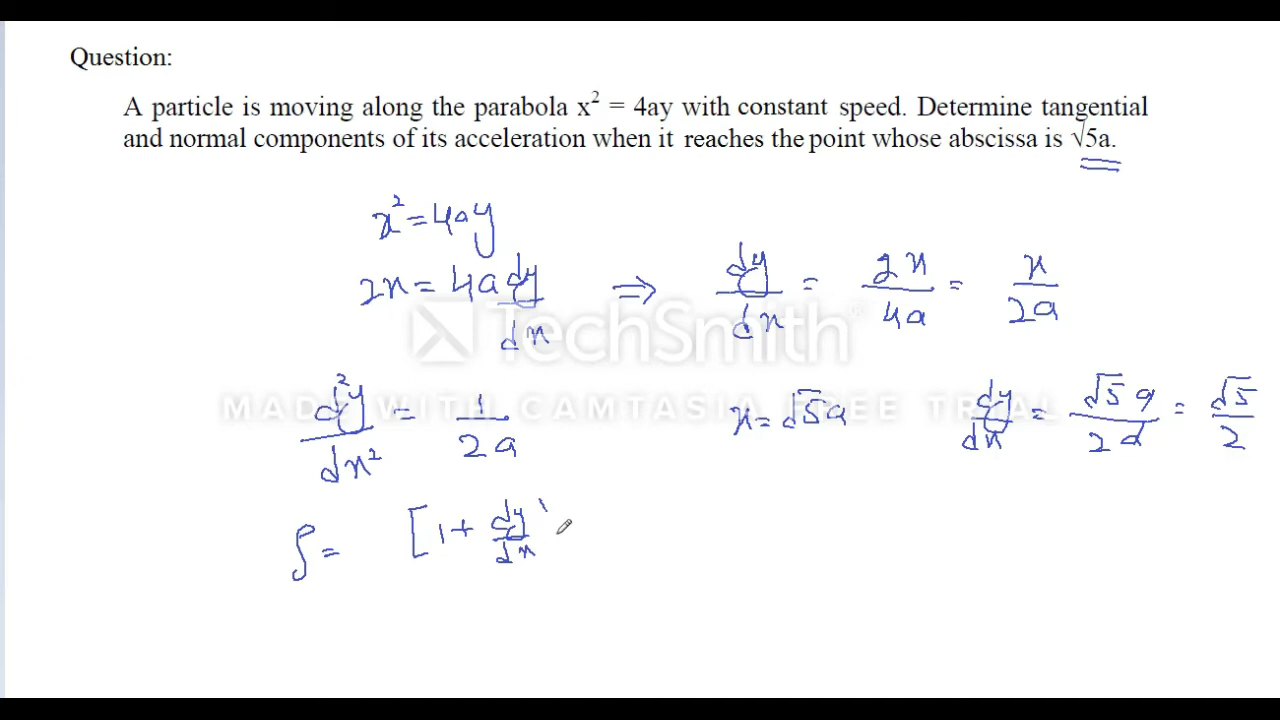 Question:
A particle is moving along the parabola x² = 4ay with constant speed. Determine tangential
and normal components of its acceleration when it reaches the point whose abscissa is √5a.
x² = 4ay
2x = 4a dy/dx ⇒ dy/dx = 2x/4a = x/2a
TechSmith
MADE WITH CAMTASIA FREE TRIAL
d²y/dx² = 1/2a x = √5a dy/dx = √5a/2a = √5/2
ρ = [1 + dy/dx